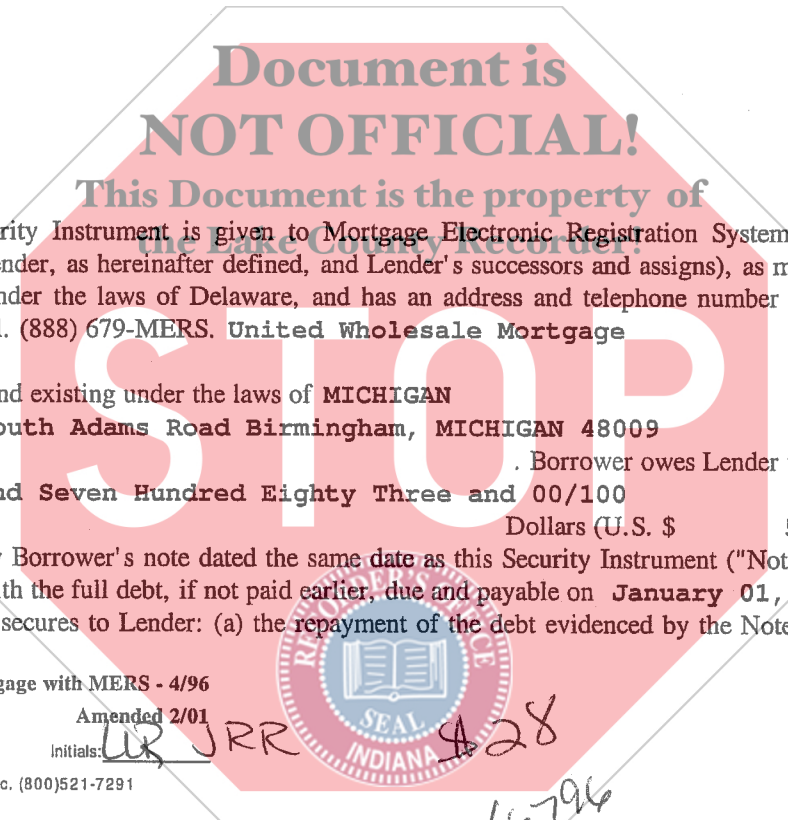 Document is
NOT OFFICIAL!
This Document is the property of
the Lake County Recorder!
rity Instrument is given to Mortgage Electronic Registration System
nder, as hereinafter defined, and Lender's successors and assigns), as m
nder the laws of Delaware, and has an address and telephone number
. (888) 679-MERS. United Wholesale Mortgage
nd existing under the laws of MICHIGAN
outh Adams Road Birmingham, MICHIGAN 48009
. Borrower owes Lender
nd Seven Hundred Eighty Three and 00/100
Dollars (U.S. $
Borrower's note dated the same date as this Security Instrument ("Not
th the full debt, if not paid earlier, due and payable on January 01,
secures to Lender: (a) the repayment of the debt evidenced by the Note
STOP
RECORDER'S OFFICE
SEAL
INDIANA
gage with MERS - 4/96
Amended 2/01
Initials: JRR $28
c. (800)521-7291